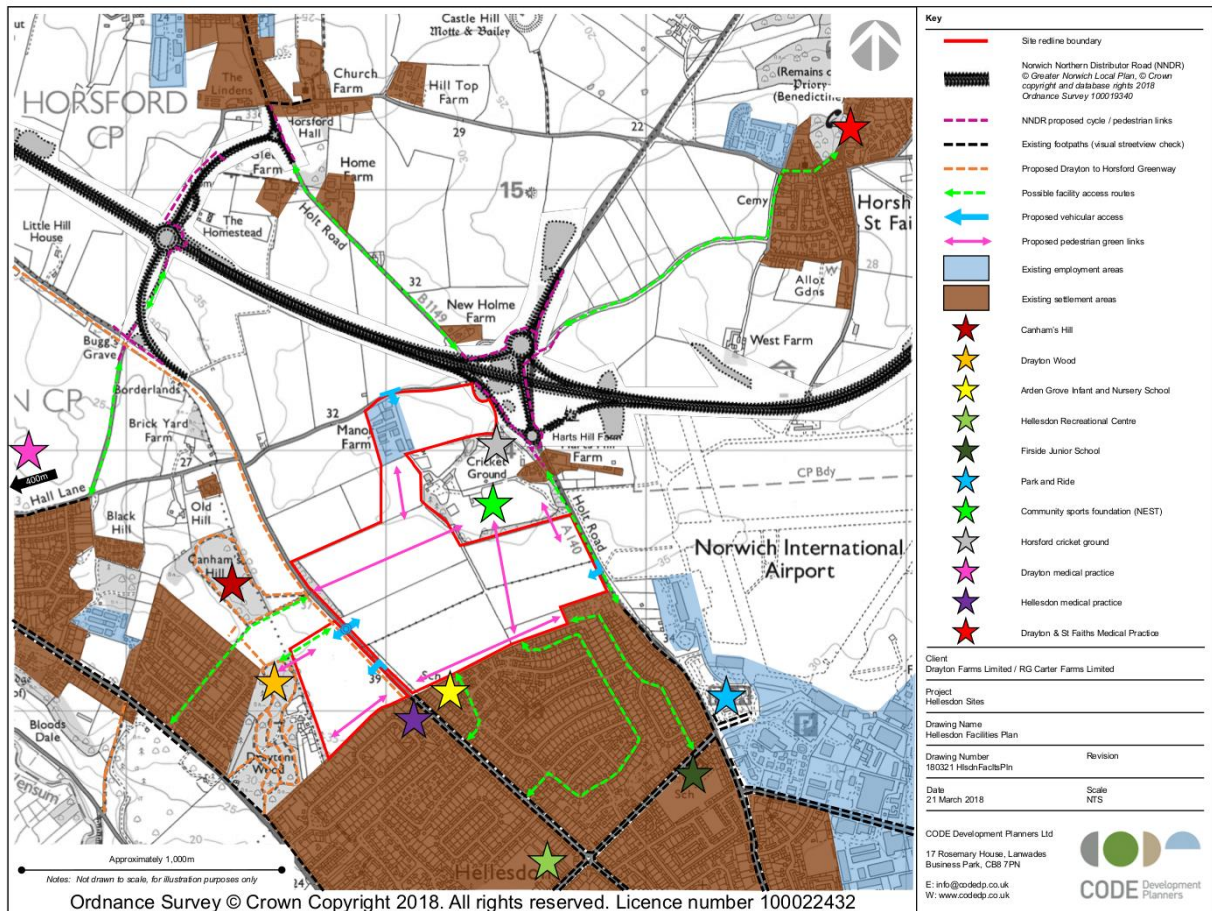 Castle Hill
Motte & Bailey
(Remains of
Priory
(Benedictine
The
Lindens
Church
Farm
Hill Top
Farm
HORSFORD
CP
Horsford
Hall
22
29
Farm
Home
Farm
15
Cemy
Horsh
St Fai
Little Hill
House
The
Homestead
Holt Road
28
Allot
Gdns
32
B 1149
New Holme
Farm
West Farm
Bugg's
Grave
N CP
Borderlands
32
Brick Yard
Farm
Manor
Farm
Harts Hill Farm
Farm
Cricket
Ground
27
CP Bdy
400m
Hall Lane
Black
Hill
Old
Hill
Holt Road
A 140
Canham's
Hill
Norwich International
Airport
37
39
Sch
Bloods
Dale
Drayton
Wood
Sch
Hellesdo
Approximately 1,000m
Notes: Not drawn to scale, for illustration purposes only
Ordnance Survey © Crown Copyright 2018. All rights reserved. Licence number 100022432
Key
Site redline boundary
Norwich Northern Distributor Road (NNDR)
© Greater Norwich Local Plan, © Crown
copyright and database rights 2018
Ordnance Survey 100019340
NNDR proposed cycle / pedestrian links
Existing footpaths (visual streetview check)
Proposed Drayton to Horsford Greenway
Possible facility access routes
Proposed vehicular access
Proposed pedestrian green links
Existing employment areas
Existing settlement areas
Canham's Hill
Drayton Wood
Arden Grove Infant and Nursery School
Hellesdon Recreational Centre
Firside Junior School
Park and Ride
Community sports foundation (NEST)
Horsford cricket ground
Drayton medical practice
Hellesdon medical practice
Drayton & St Faiths Medical Practice
Client
Drayton Farms Limited / RG Carter Farms Limited
Project
Hellesdon Sites
Drawing Name
Hellesdon Facilities Plan
Drawing Number
180321 HlsdnFacltsPln
Revision
Date
21 March 2018
Scale
NTS
CODE Development Planners Ltd
17 Rosemary House, Lanwades
Business Park, CB8 7PN
E: info@codedp.co.uk
W: www.codedp.co.uk
CODE Development
Planners